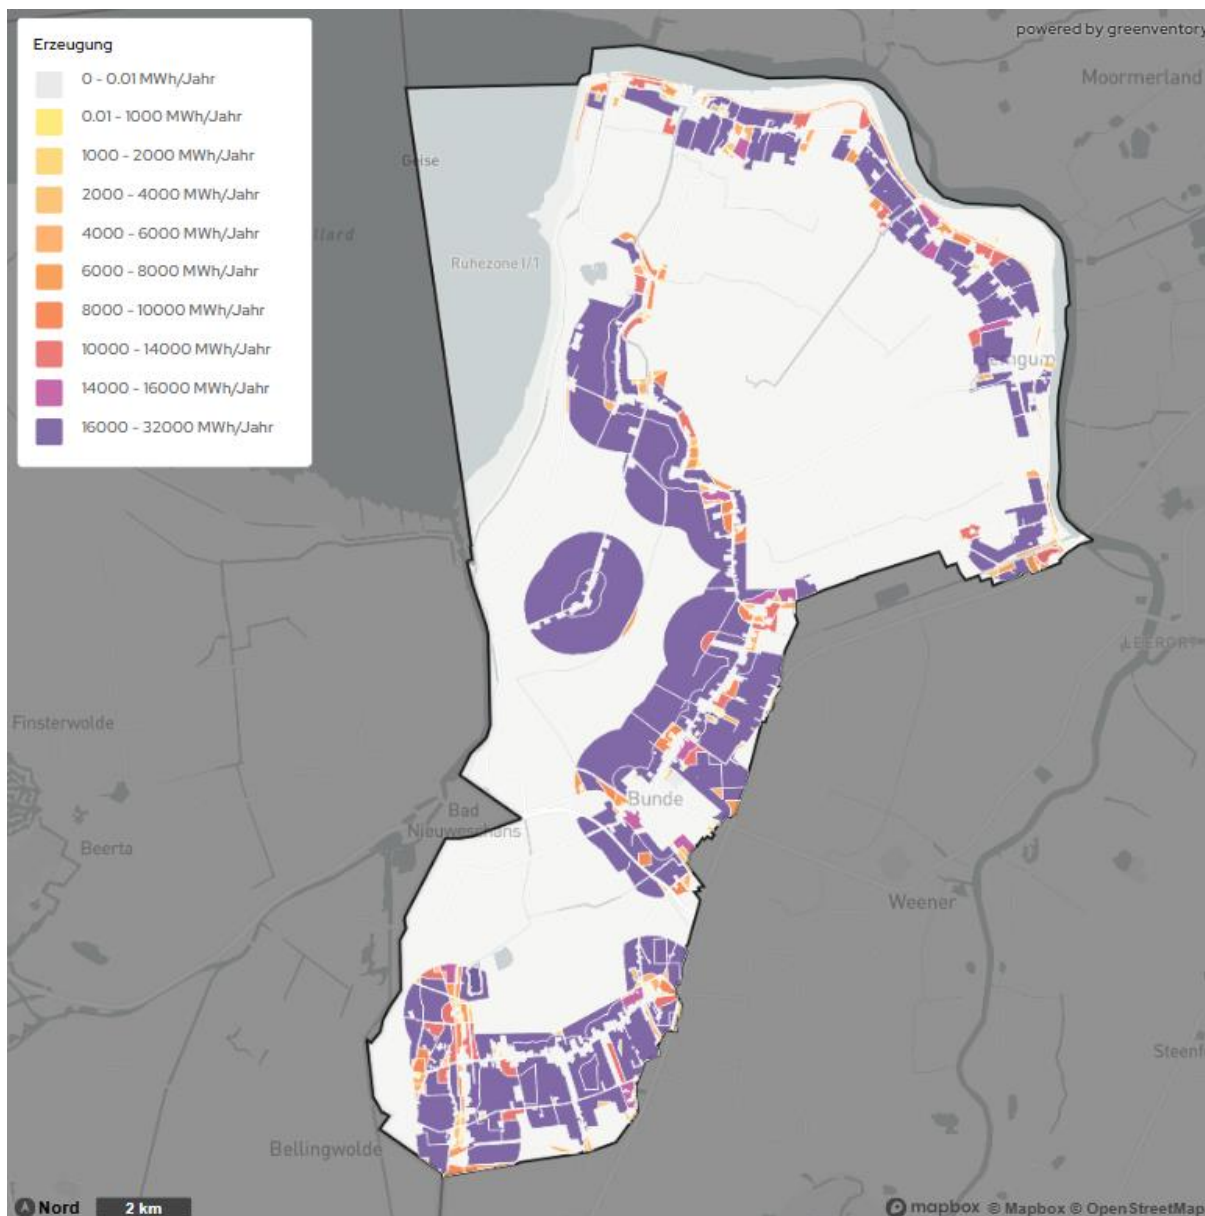 powered by greenventory
Erzeugung
0 - 0.01 MWh/Jahr
0.01 - 1000 MWh/Jahr
1000 - 2000 MWh/Jahr
2000 - 4000 MWh/Jahr
4000 - 6000 MWh/Jahr
6000 - 8000 MWh/Jahr
8000 - 10000 MWh/Jahr
10000 - 14000 MWh/Jahr
14000 - 16000 MWh/Jahr
16000 - 32000 MWh/Jahr
Moormerland
Geise
Ruhezone I/1
LEERORT
Finsterwolde
Bunde
Bad
Nieuweschans
Beerta
Weener
Bellingwolde
Nord
2 km
mapbox © Mapbox © OpenStreetMap